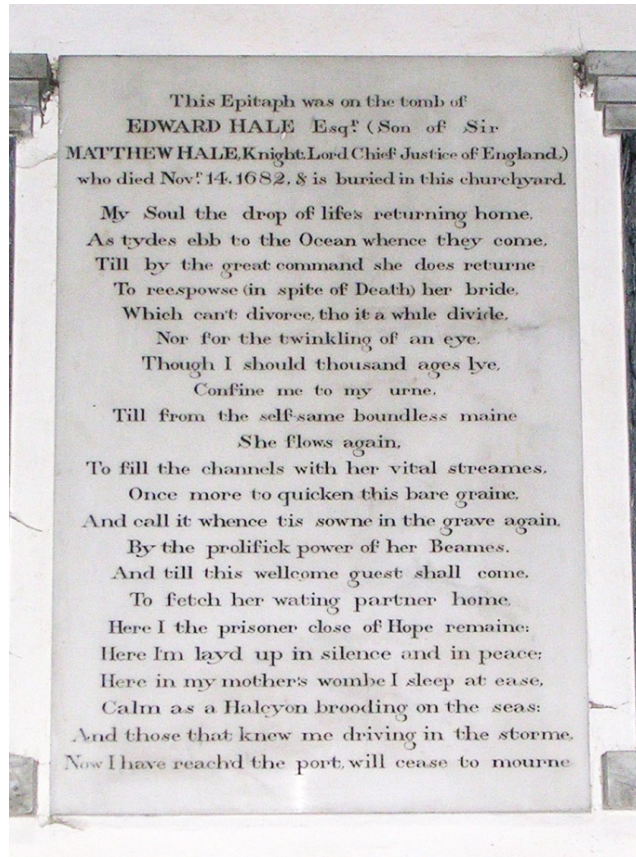 This Epitaph was on the tomb of
EDWARD HALE Esqr. (Son of Sir
MATTHEW HALE, Knight. Lord Chief Justice of England.)
who died Novr. 14. 1682. & is buried in this churchyard.
My Soul the drop of life's returning home.
As tydes ebb to the Ocean whence they come.
Till by the great command she does returne
To reespowse (in spite of Death) her bride.
Which can't divorce, tho it a while divide.
Nor for the twinkling of an eye.
Though I should thousand ages lye.
Confine me to my urne.
Till from the self-same boundless maine
She flows again,
To fill the channels with her vital streames.
Once more to quicken this bare graine,
And call it whence tis sowne in the grave again.
By the prolifick power of her Beames.
And till this wellcome guest shall come.
To fetch her wating partner home.
Here I the prisoner close of Hope remaine:
Here I'm layd up in silence and in peace:
Here in my mother's wombe I sleep at ease.
Calm as a Halcyon brooding on the seas:
And those that knew me driving in the storme.
Now I have reach'd the port, will cease to mourne